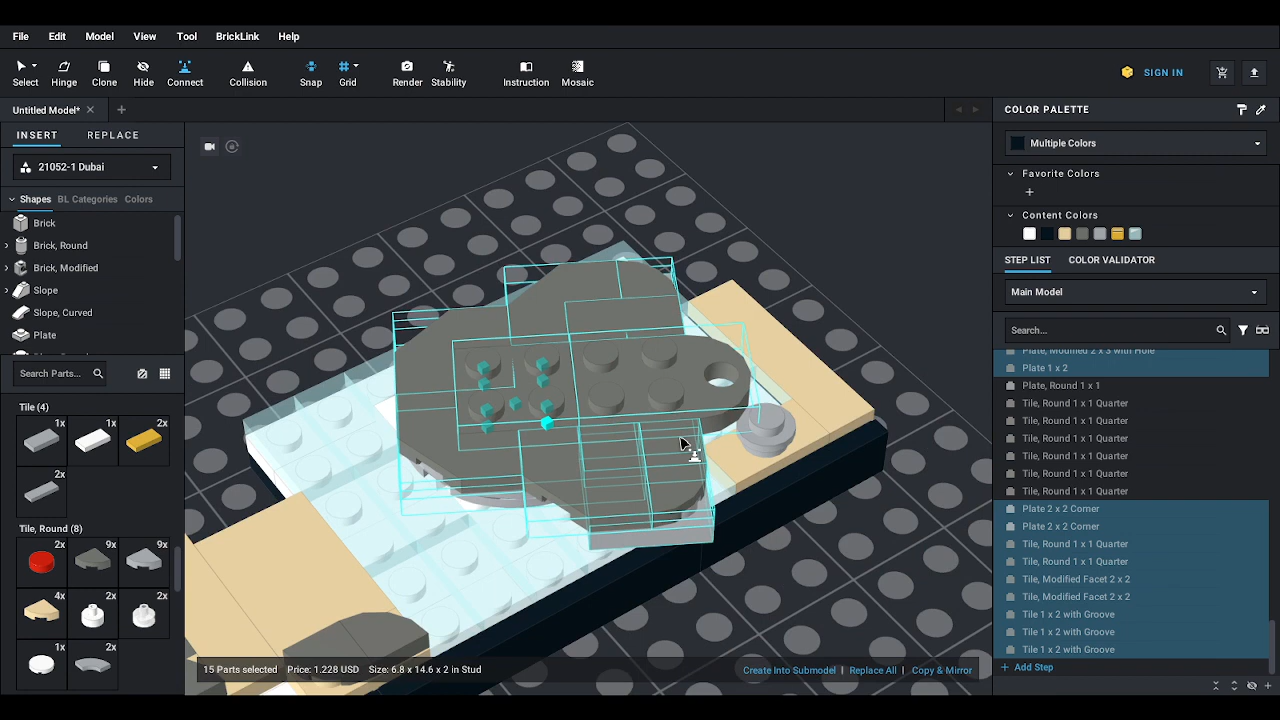 File Edit Model View Tool BrickLink Help
Select Hinge Clone Hide Connect Collision Snap Grid Render Stability Instruction Mosaic SIGN IN
Untitled Model* COLOR PALETTE
INSERT REPLACE
Multiple Colors
21052-1 Dubai
Favorite Colors
Shapes BL Categories Colors
Content Colors
Brick
Brick, Round
Brick, Modified
Slope
Slope, Curved
Plate
STEP LIST COLOR VALIDATOR
Main Model
Search...
Search Parts...
Plate, Modified 2 x 3 with Hole
Plate 1 x 2
Plate, Round 1 x 1
Tile, Round 1 x 1 Quarter
Tile, Round 1 x 1 Quarter
Tile, Round 1 x 1 Quarter
Tile, Round 1 x 1 Quarter
Tile, Round 1 x 1 Quarter
Tile, Round 1 x 1 Quarter
Plate 2 x 2 Corner
Plate 2 x 2 Corner
Tile, Round 1 x 1 Quarter
Tile, Round 1 x 1 Quarter
Tile, Modified Facet 2 x 2
Tile, Modified Facet 2 x 2
Tile 1 x 2 with Groove
Tile 1 x 2 with Groove
Tile 1 x 2 with Groove
+ Add Step
Tile (4)
1x 1x 2x
2x
Tile, Round (8)
2x 9x 9x
4x 2x 2x
1x 2x
15 Parts selected Price: 1.228 USD Size: 6.8 x 14.6 x 2 in Stud
Create Into Submodel | Replace All | Copy & Mirror